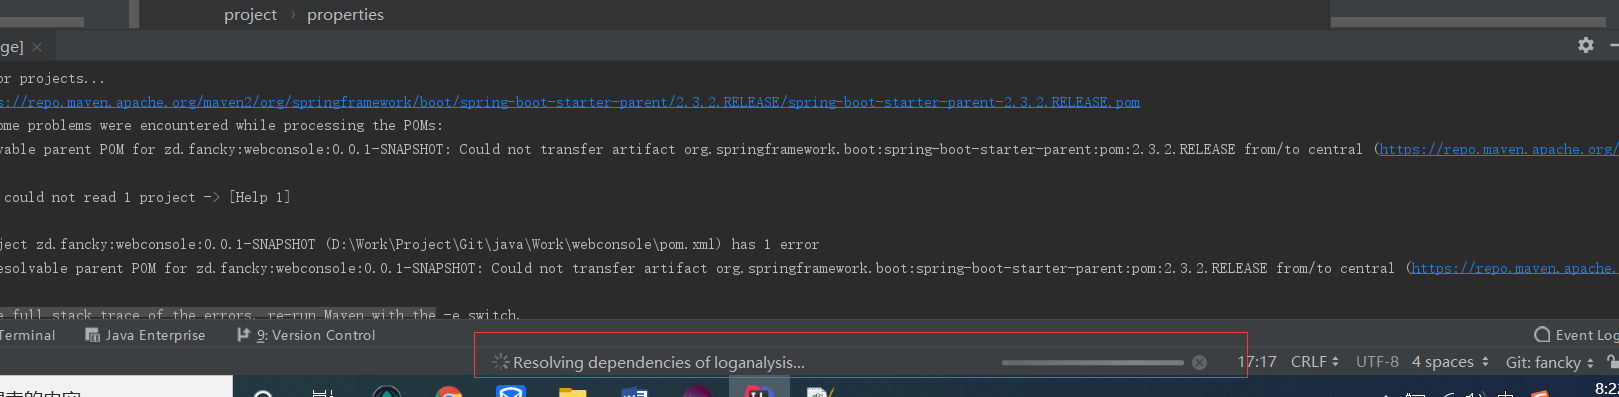 project › properties
ge] ×
or projects...
s://repo.maven.apache.org/maven2/org/springframework/boot/spring-boot-starter-parent/2.3.2.RELEASE/spring-boot-starter-parent-2.3.2.RELEASE.pom
ome problems were encountered while processing the POMs:
vable parent POM for zd.fancky:webconsole:0.0.1-SNAPSHOT: Could not transfer artifact org.springframework.boot:spring-boot-starter-parent:pom:2.3.2.RELEASE from/to central (https://repo.maven.apache.org/
could not read 1 project -> [Help 1]
ject zd.fancky:webconsole:0.0.1-SNAPSHOT (D:\Work\Project\Git\java\Work\webconsole\pom.xml) has 1 error
esolvable parent POM for zd.fancky:webconsole:0.0.1-SNAPSHOT: Could not transfer artifact org.springframework.boot:spring-boot-starter-parent:pom:2.3.2.RELEASE from/to central (https://repo.maven.apache.
e full stack trace of the errors, re-run Maven with the -e switch.
Terminal Java Enterprise 9: Version Control Event Log
Resolving dependencies of loganalysis... 17:17 CRLF UTF-8 4 spaces Git: fancky
的内容 中 8:2